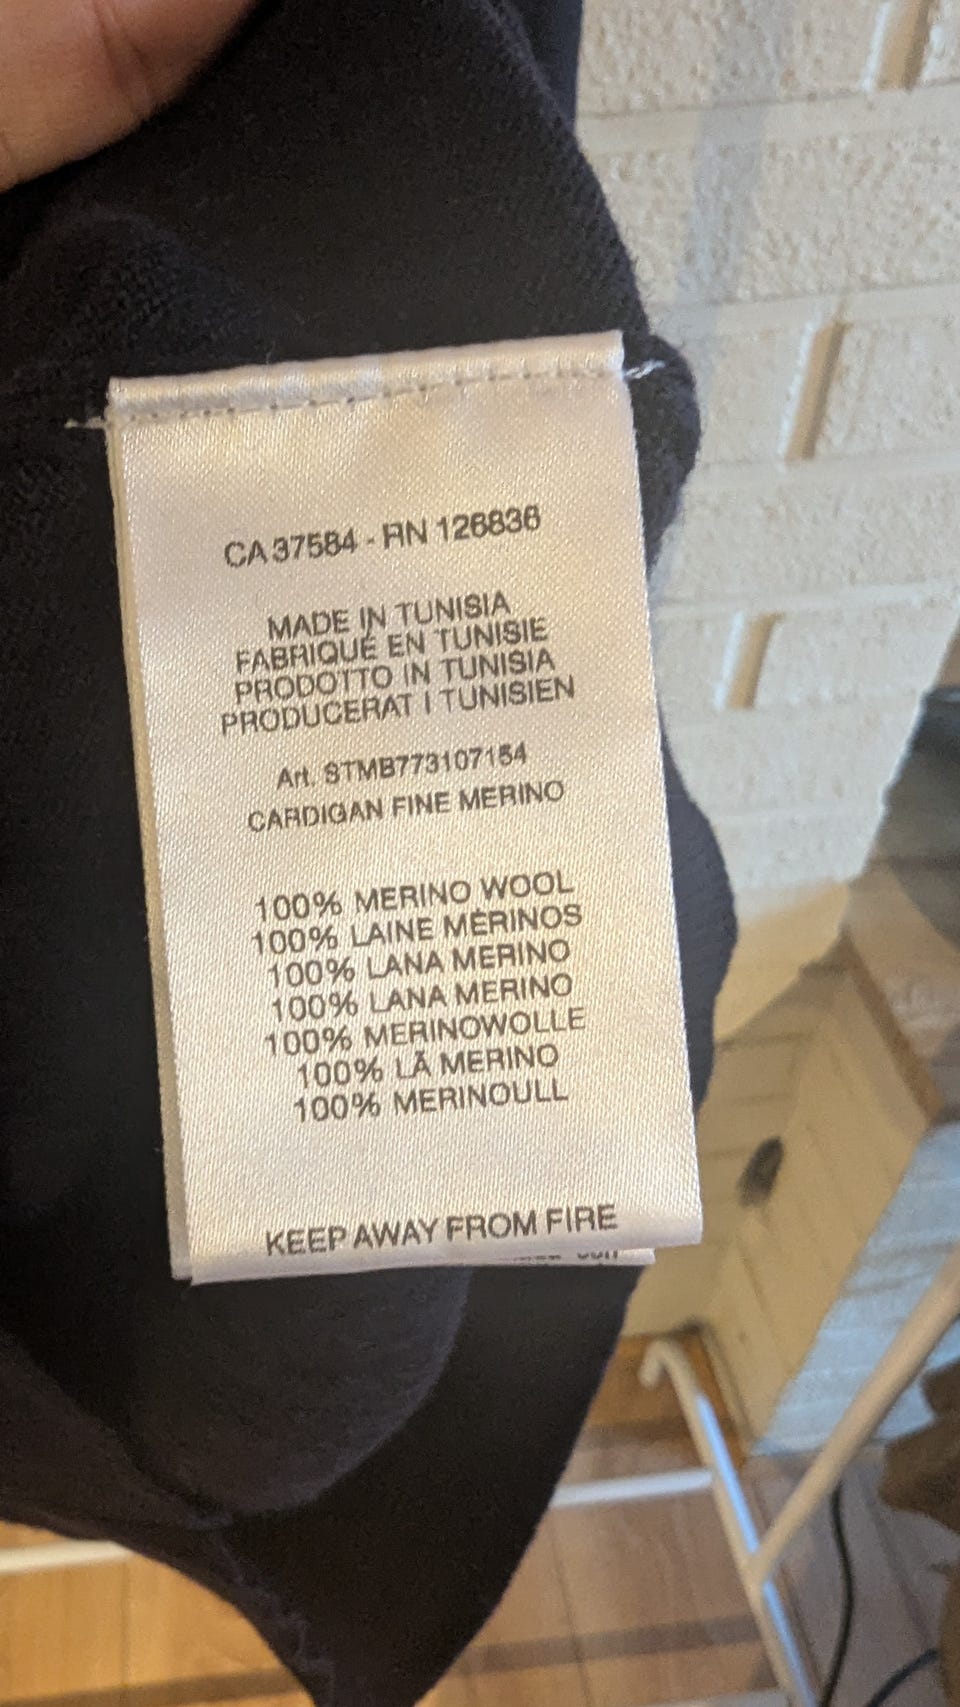 CA 37584 - RN 126836
MADE IN TUNISIA
FABRIQUÉ EN TUNISIE
PRODOTTO IN TUNISIA
PRODUCERAT I TUNISIEN
Art. STMB773107154
CARDIGAN FINE MERINO
100% MERINO WOOL
100% LAINE MÉRINOS
100% LANA MERINO
100% LANA MERINO
100% MERINOWOLLE
100% LÃ MERINO
100% MERINOULL
KEEP AWAY FROM FIRE